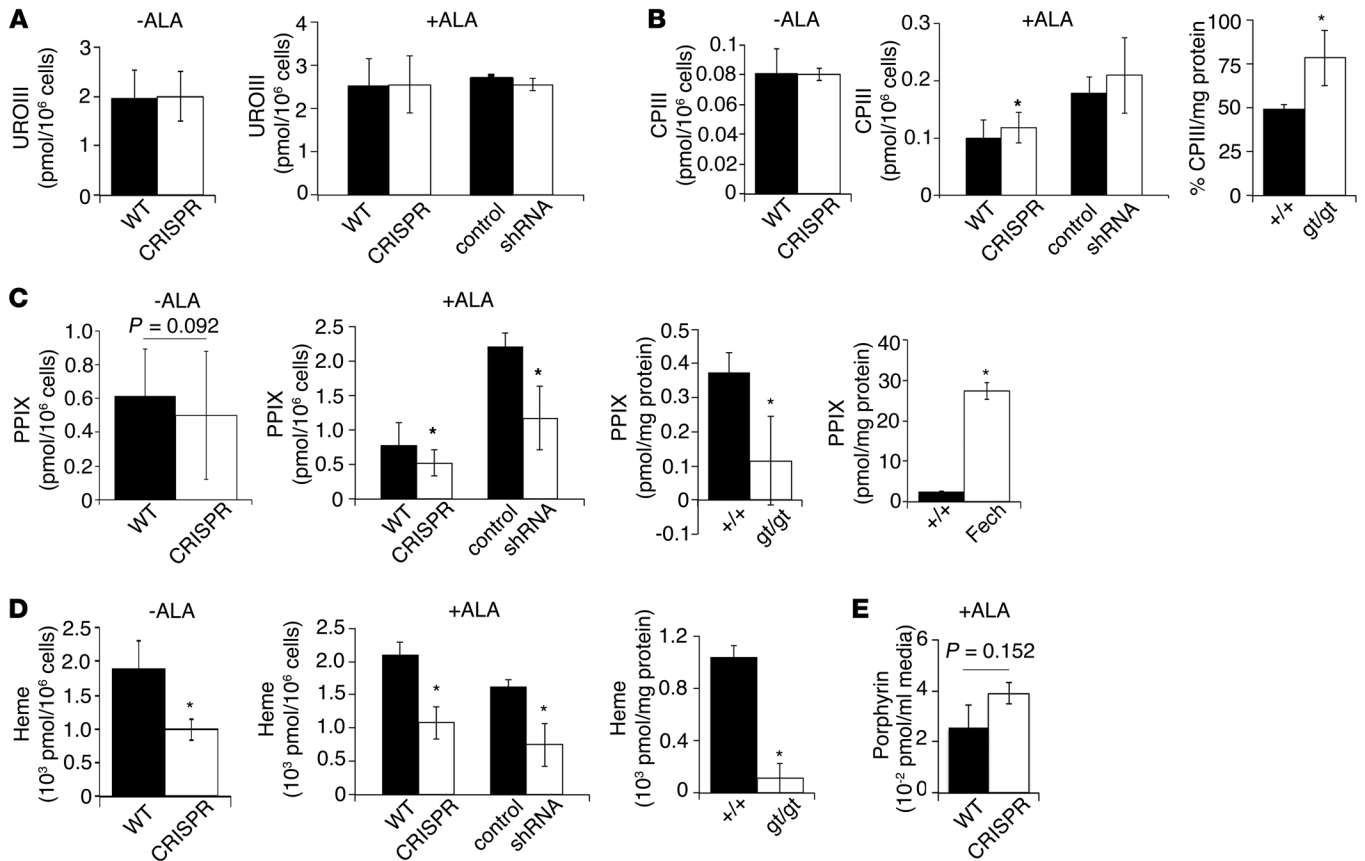 A
-ALA
UROIII
(pmol/10⁶ cells)
3
2
1
0
WT
CRISPR
+ALA
UROIII
(pmol/10⁶ cells)
4
3
2
1
0
WT
CRISPR
control
shRNA
B
-ALA
CPIII
(pmol/10⁶ cells)
0.1
0.08
0.06
0.04
0.02
0
WT
CRISPR
+ALA
CPIII
(pmol/10⁶ cells)
0.3
0.2
0.1
0
*
WT
CRISPR
control
shRNA
% CPIII/mg protein
100
75
50
25
0
*
+/+
gt/gt
C
-ALA
P = 0.092
PPIX
(pmol/10⁶ cells)
1.0
0.8
0.6
0.4
0.2
0
WT
CRISPR
+ALA
PPIX
(pmol/10⁶ cells)
2.5
2.0
1.5
1.0
0.5
0
*
*
WT
CRISPR
control
shRNA
PPIX
(pmol/mg protein)
0.5
0.4
0.3
0.2
0.1
0
-0.1
*
+/+
gt/gt
PPIX
(pmol/mg protein)
40
30
20
10
0
*
+/+
Fech
D
-ALA
Heme
(10³ pmol/10⁶ cells)
2.5
2.0
1.5
1.0
0.5
0
*
WT
CRISPR
+ALA
Heme
(10³ pmol/10⁶ cells)
2.5
2.0
1.5
1.0
0.5
0
*
*
WT
CRISPR
control
shRNA
Heme
(10³ pmol/mg protein)
1.2
0.8
0.4
0
*
+/+
gt/gt
E
+ALA
P = 0.152
Porphyrin
(10⁻² pmol/ml media)
6
4
2
0
WT
CRISPR